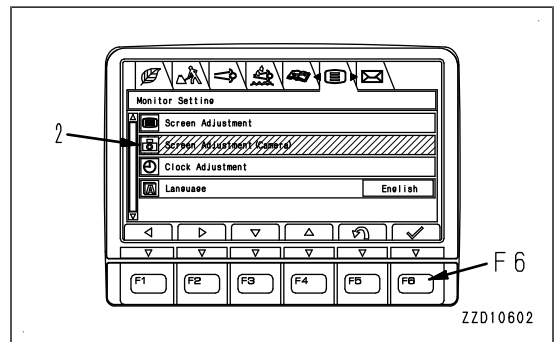 Monitor Setting
Screen Adjustment
2
Screen Adjustment(Camera)
Clock Adjustment
A Language English
F1 F2 F3 F4 F5 F6
F6
ZZD10602